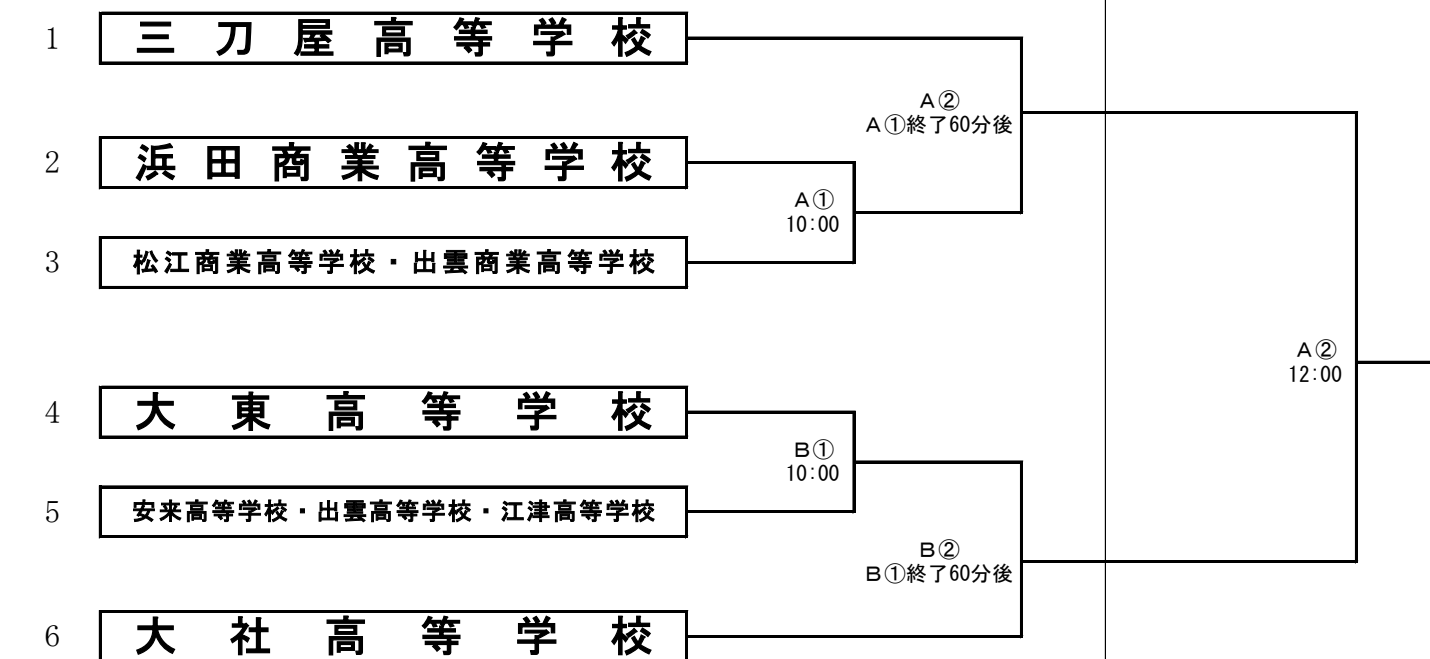 1 三刀屋高等学校
A②
A①終了60分後
2 浜田商業高等学校
A①
10:00
3 松江商業高等学校・出雲商業高等学校
A②
12:00
4 大東高等学校
B①
10:00
5 安来高等学校・出雲高等学校・江津高等学校
B②
B①終了60分後
6 大社高等学校